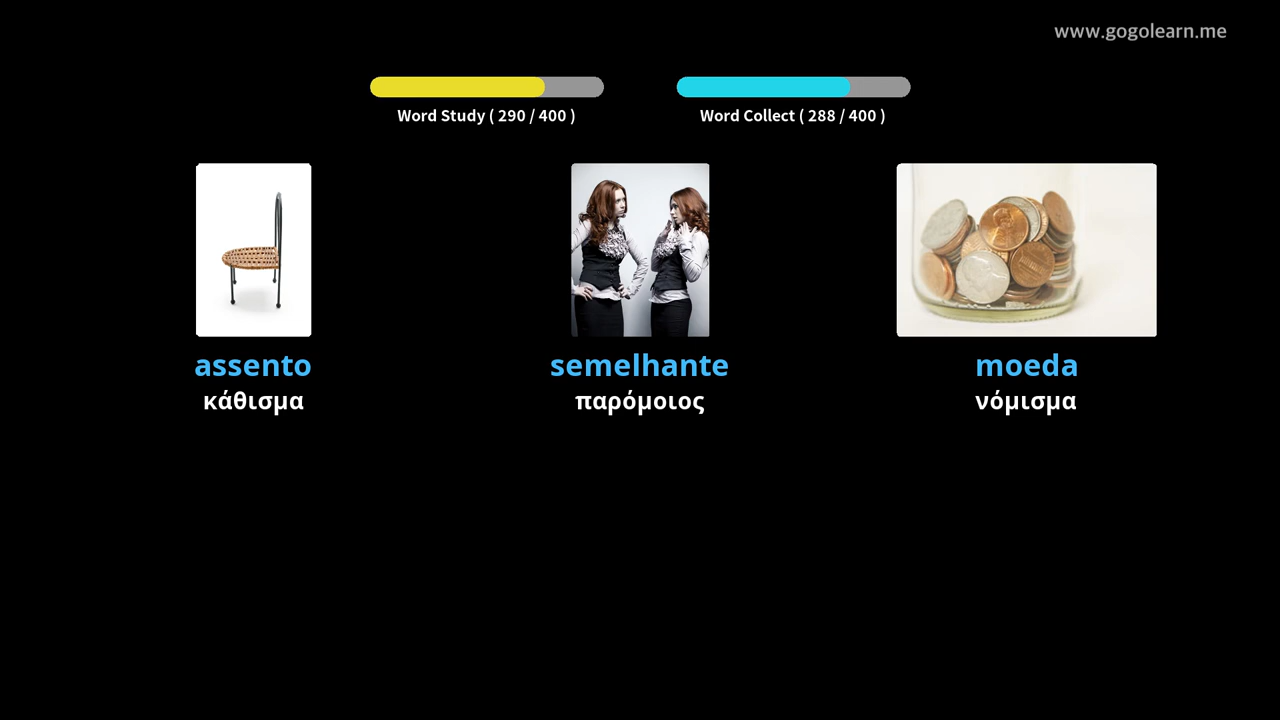 www.gogolearn.me
Word Study ( 290 / 400 )
Word Collect ( 288 / 400 )
assento
κάθισμα
semelhante
παρόμοιος
moeda
νόμισμα